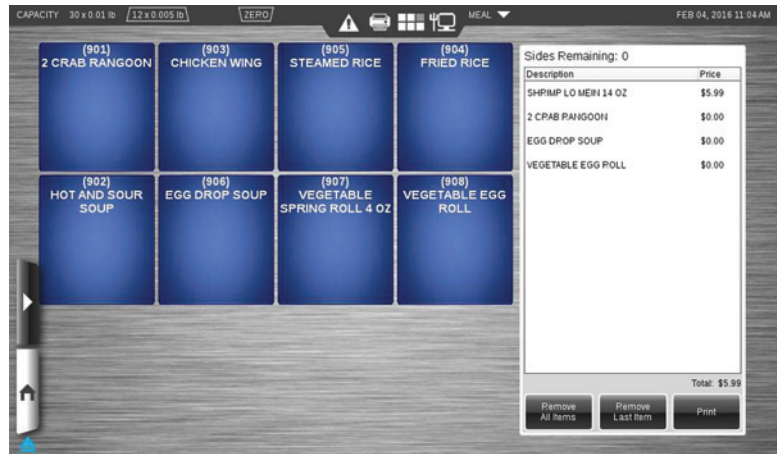 CAPACITY 30 x 0.01 lb 12 x 0.005 lb ZERO MEAL FEB 04, 2016 11:04 AM
(901)
2 CRAB RANGOON
(903)
CHICKEN WING
(905)
STEAMED RICE
(904)
FRIED RICE
(902)
HOT AND SOUR
SOUP
(906)
EGG DROP SOUP
(907)
VEGETABLE
SPRING ROLL 4 OZ
(908)
VEGETABLE EGG
ROLL
Sides Remaining: 0
Description Price
SHRIMP LO MEIN 14 OZ $5.99
2 CRAB RANGOON $0.00
EGG DROP SOUP $0.00
VEGETABLE EGG ROLL $0.00
Total: $5.99
Remove
All Items
Remove
Last Item
Print